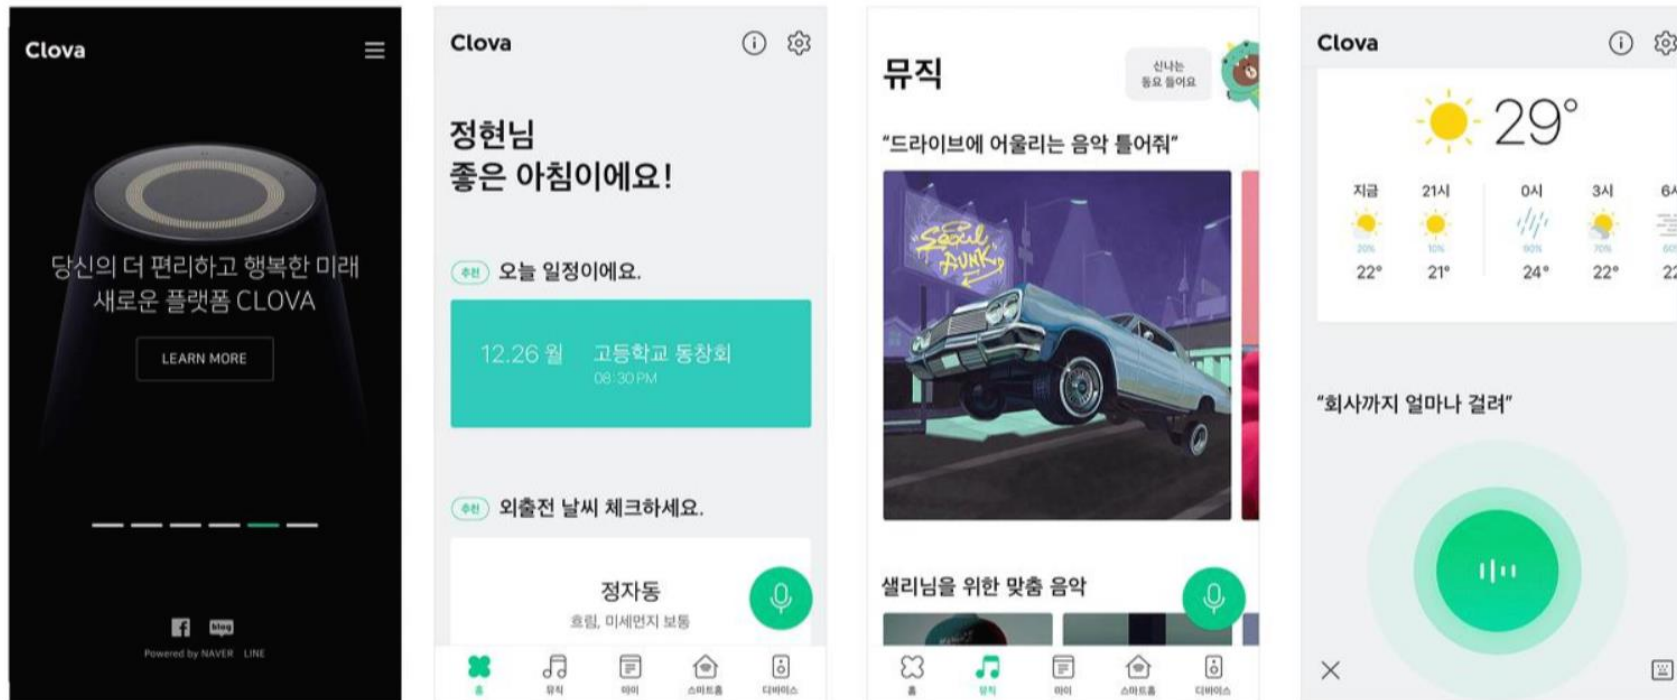 Clova
당신의 더 편리하고 행복한 미래
새로운 플랫폼 CLOVA
LEARN MORE
blog
Powered by NAVER LINE
Clova
정현님
좋은 아침이에요!
추천 오늘 일정이에요.
12.26 월 고등학교 동창회
08:30 PM
추천 외출전 날씨 체크하세요.
정자동
흐림, 미세먼지 보통
홈 뮤직 마이 스마트홈 디바이스
뮤직
신나는
동요 들어요
“드라이브에 어울리는 음악 틀어줘”
샐리님을 위한 맞춤 음악
홈 뮤직 마이 스마트홈 디바이스
Clova
29°
지금 21시 0시 3시
20% 10% 90% 70%
22° 21° 24° 22°
“회사까지 얼마나 걸려”